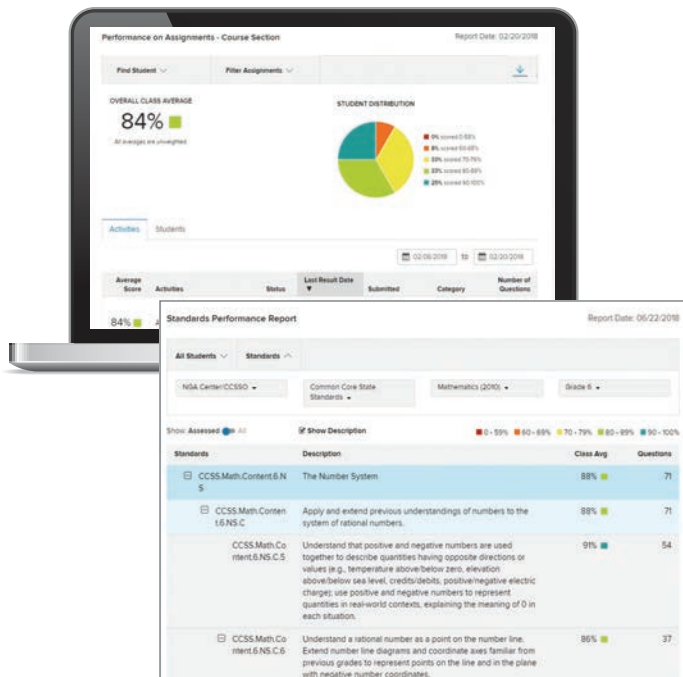 Performance on Assignments - Course Section
Report Date: 02/20/2018
Find Student
Filter Assignments
OVERALL CLASS AVERAGE
84%
All averages are unweighted
STUDENT DISTRIBUTION
0% scored 0-59%
8% scored 60-69%
33% scored 70-79%
33% scored 80-89%
25% scored 90-100%
Activities
Students
02/06/2018 to 02/20/2018
Average
Score
Activities
Status
Last Result Date
Submitted
Category
Number of
Questions
84%
Standards Performance Report
Report Date: 06/22/2018
All Students
Standards
NGA Center/CCSSO
Common Core State
Standards
Mathematics (2010)
Grade 6
Show: Assessed All
Show Description
0 - 59% 60 - 69% 70 - 79% 80 - 89% 90 - 100%
Standards
Description
Class Avg
Questions
CCSS.Math.Content.6.N
S
The Number System
88%
71
CCSS.Math.Conten
t.6.NS.C
Apply and extend previous understandings of numbers to the
system of rational numbers.
88%
71
CCSS.Math.Co
ntent.6.NS.C.5
Understand that positive and negative numbers are used
together to describe quantities having opposite directions or
values (e.g., temperature above/below zero, elevation
above/below sea level, credits/debits, positive/negative electric
charge); use positive and negative numbers to represent
quantities in real-world contexts, explaining the meaning of 0 in
each situation.
91%
54
CCSS.Math.Co
ntent.6.NS.C.6
Understand a rational number as a point on the number line.
Extend number line diagrams and coordinate axes familiar from
previous grades to represent points on the line and in the plane
with negative number coordinates.
86%
37